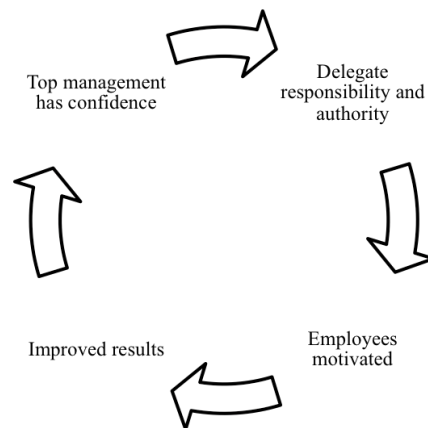 Top management
has confidence
Delegate
responsibility and
authority
Employees
motivated
Improved results